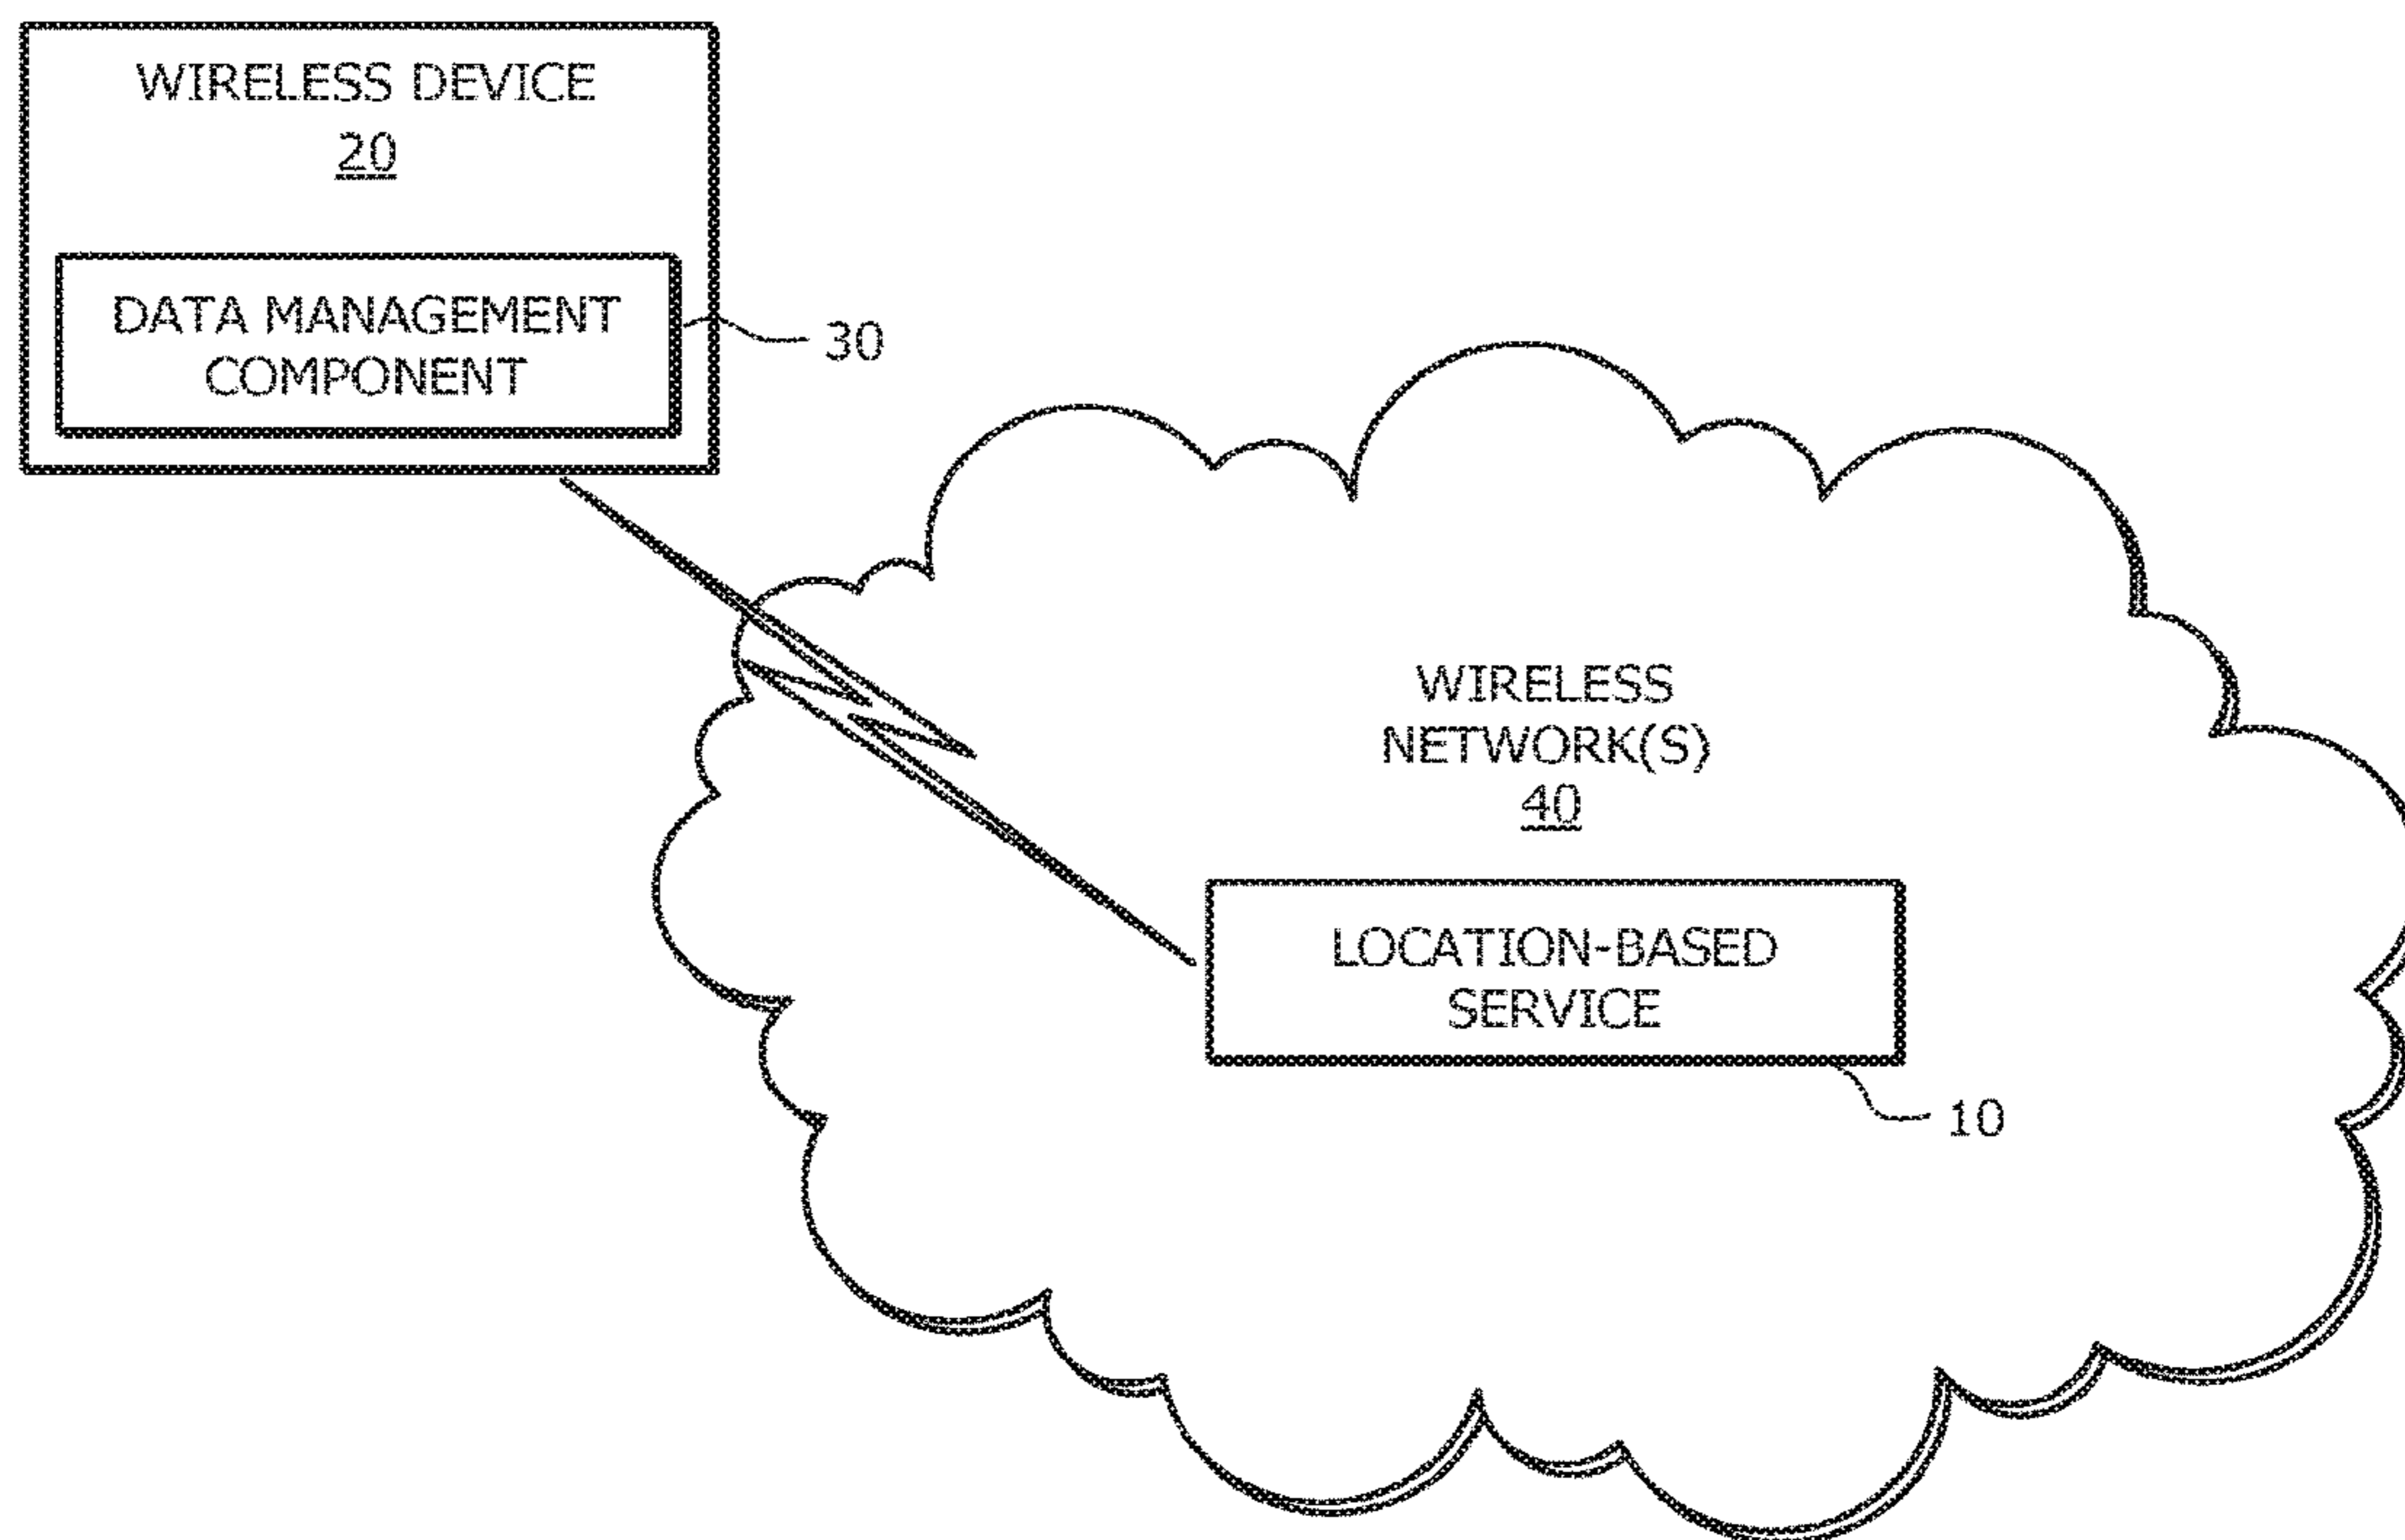 WIRELESS DEVICE
20
DATA MANAGEMENT
COMPONENT
30
WIRELESS
NETWORK(S)
40
LOCATION-BASED
SERVICE
10